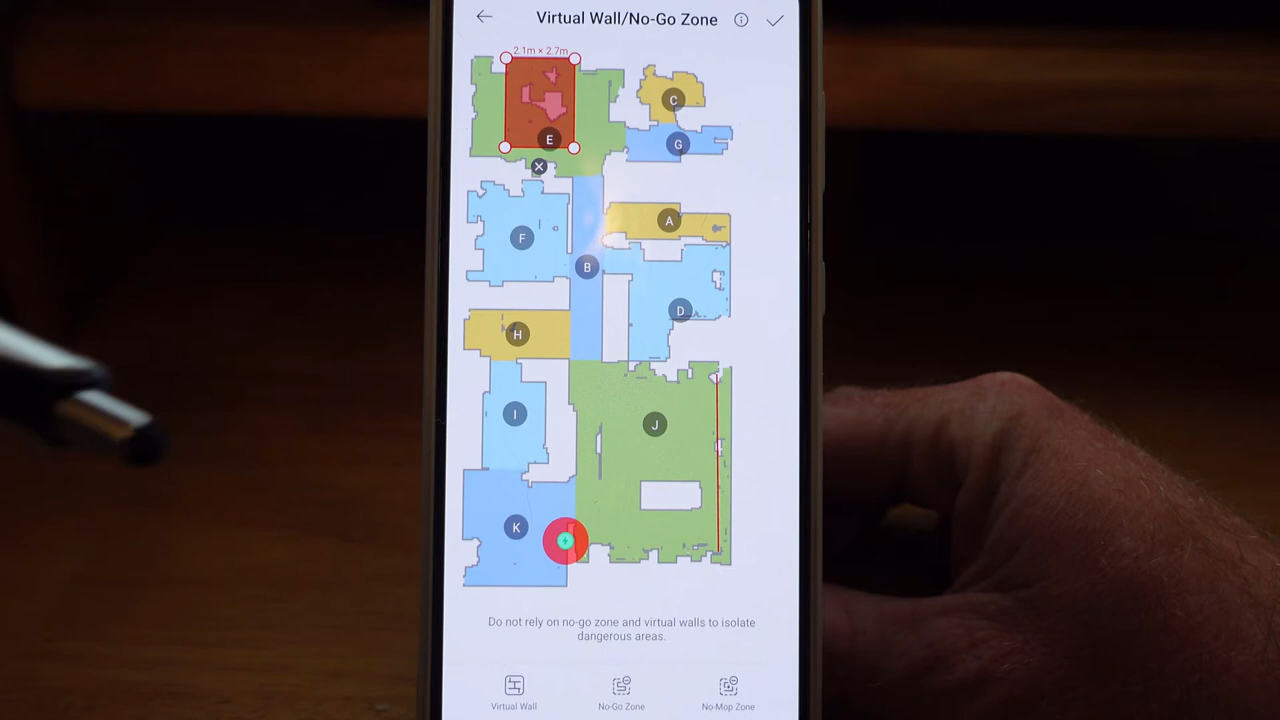 Virtual Wall/No-Go Zone
2.1m × 2.7m
C
E
G
A
F
B
D
H
I
J
K
Do not rely on no-go zone and virtual walls to isolate
dangerous areas.
Virtual Wall
No-Go Zone
No-Mop Zone